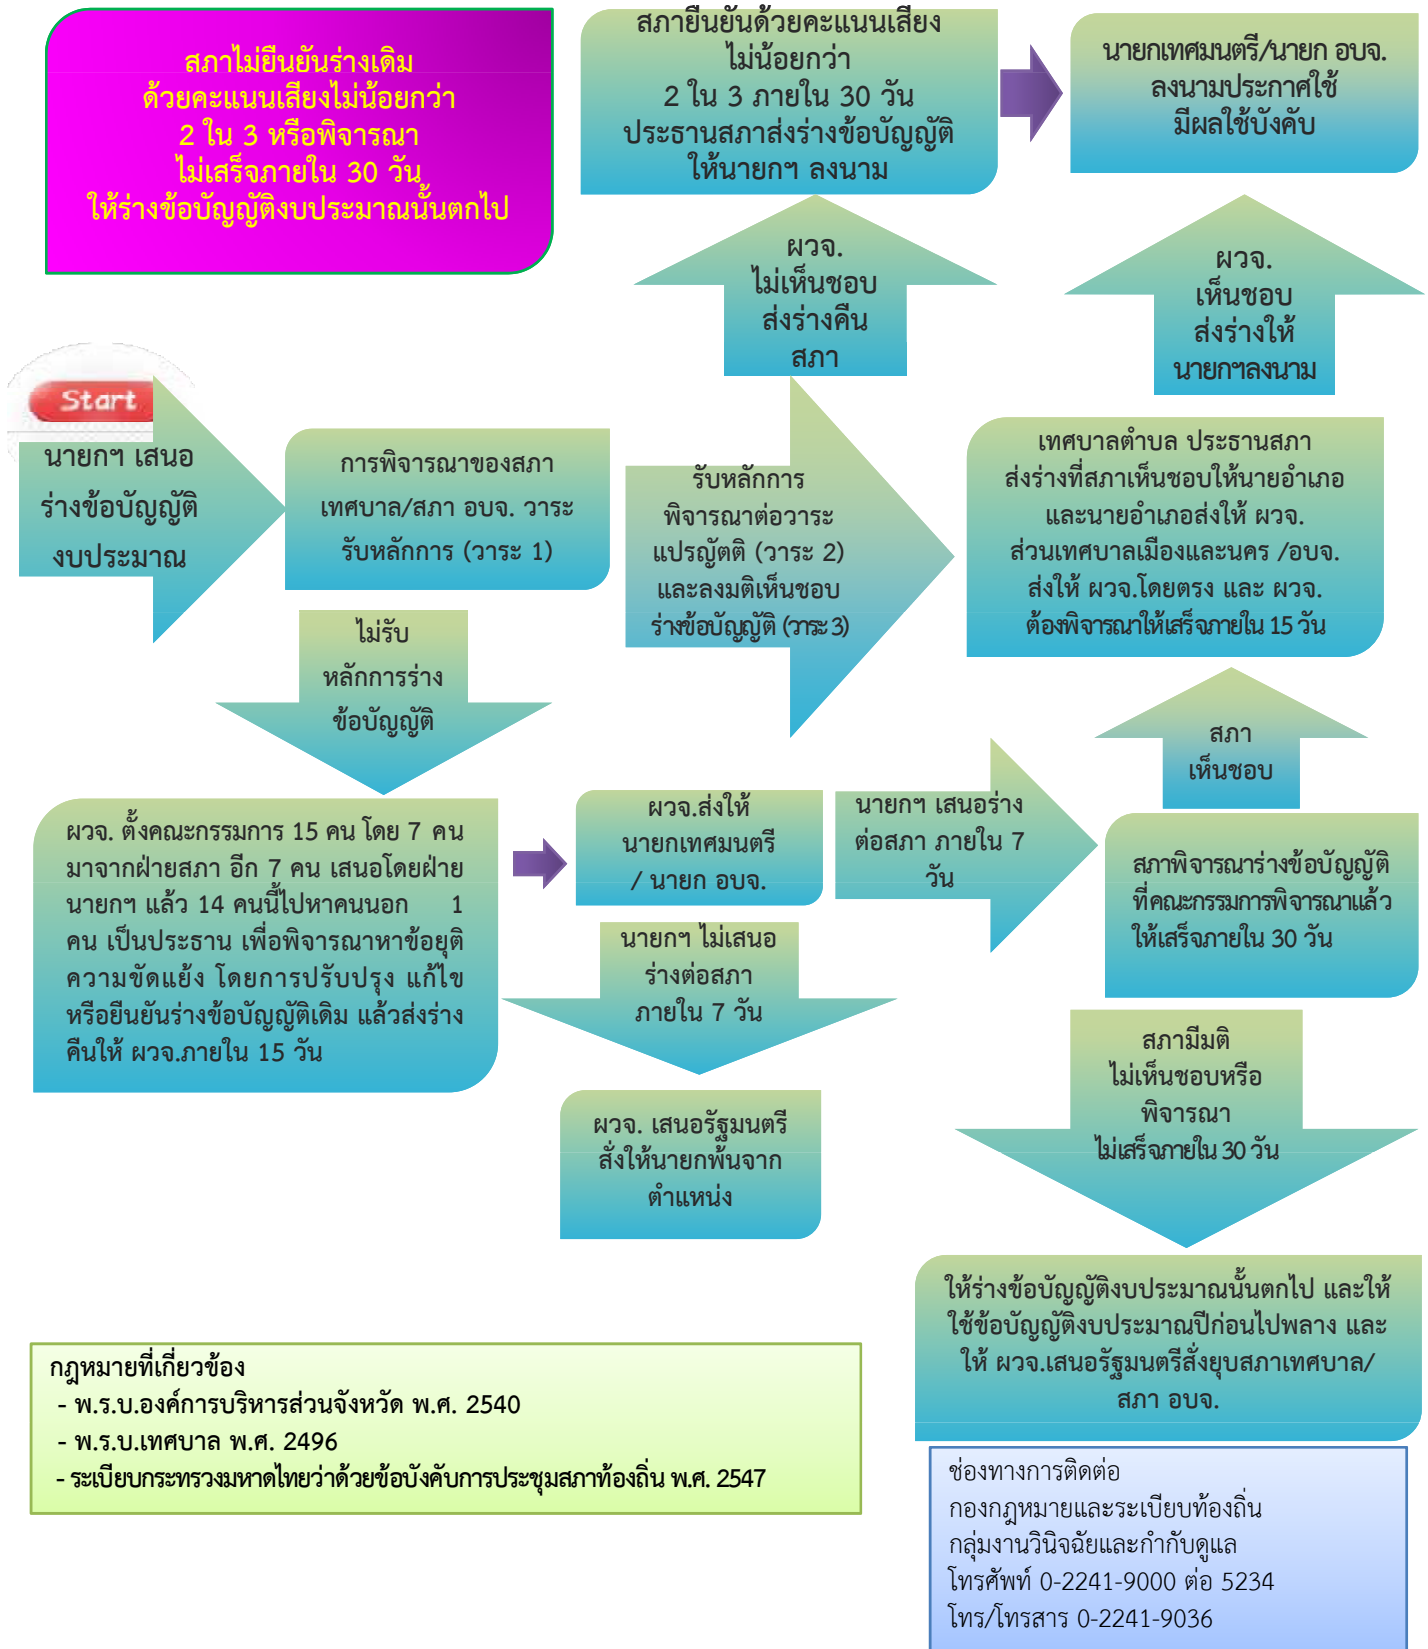 สภาไม่ยืนยันร่างเดิม
ด้วยคะแนนเสียงไม่น้อยกว่า
2 ใน 3 หรือพิจารณา
ไม่เสร็จภายใน 30 วัน
ให้ร่างข้อบัญญัติงบประมาณนั้นตกไป
สภายืนยันด้วยคะแนนเสียง
ไม่น้อยกว่า
2 ใน 3 ภายใน 30 วัน
ประธานสภาส่งร่างข้อบัญญัติ
ให้นายกฯ ลงนาม
นายกเทศมนตรี/นายก อบจ.
ลงนามประกาศใช้
มีผลใช้บังคับ
ผวจ.
ไม่เห็นชอบ
ส่งร่างคืน
สภา
ผวจ.
เห็นชอบ
ส่งร่างให้
นายกฯลงนาม
Start
นายกฯ เสนอ
ร่างข้อบัญญัติ
งบประมาณ
การพิจารณาของสภา
เทศบาล/สภา อบจ. วาระ
รับหลักการ (วาระ 1)
รับหลักการ
พิจารณาต่อวาระ
แปรญัตติ (วาระ 2)
และลงมติเห็นชอบ
ร่างข้อบัญญัติ (วาระ 3)
เทศบาลตำบล ประธานสภา
ส่งร่างที่สภาเห็นชอบให้นายอำเภอ
และนายอำเภอส่งให้ ผวจ.
ส่วนเทศบาลเมืองและนคร /อบจ.
ส่งให้ ผวจ.โดยตรง และ ผวจ.
ต้องพิจารณาให้เสร็จภายใน 15 วัน
ไม่รับ
หลักการร่าง
ข้อบัญญัติ
สภา
เห็นชอบ
ผวจ. ตั้งคณะกรรมการ 15 คน โดย 7 คน
มาจากฝ่ายสภา อีก 7 คน เสนอโดยฝ่าย
นายกฯ แล้ว 14 คนนี้ไปหาคนนอก 1
คน เป็นประธาน เพื่อพิจารณาหาข้อยุติ
ความขัดแย้ง โดยการปรับปรุง แก้ไข
หรือยืนยันร่างข้อบัญญัติเดิม แล้วส่งร่าง
คืนให้ ผวจ.ภายใน 15 วัน
ผวจ.ส่งให้
นายกเทศมนตรี
/ นายก อบจ.
นายกฯ เสนอร่าง
ต่อสภา ภายใน 7
วัน
สภาพิจารณาร่างข้อบัญญัติ
ที่คณะกรรมการพิจารณาแล้ว
ให้เสร็จภายใน 30 วัน
นายกฯ ไม่เสนอ
ร่างต่อสภา
ภายใน 7 วัน
สภามีมติ
ไม่เห็นชอบหรือ
พิจารณา
ไม่เสร็จภายใน 30 วัน
ผวจ. เสนอรัฐมนตรี
สั่งให้นายกพ้นจาก
ตำแหน่ง
ให้ร่างข้อบัญญัติงบประมาณนั้นตกไป และให้
ใช้ข้อบัญญัติงบประมาณปีก่อนไปพลาง และ
ให้ ผวจ.เสนอรัฐมนตรีสั่งยุบสภาเทศบาล/
สภา อบจ.
กฎหมายที่เกี่ยวข้อง
- พ.ร.บ.องค์การบริหารส่วนจังหวัด พ.ศ. 2540
- พ.ร.บ.เทศบาล พ.ศ. 2496
- ระเบียบกระทรวงมหาดไทยว่าด้วยข้อบังคับการประชุมสภาท้องถิ่น พ.ศ. 2547
ช่องทางการติดต่อ
กองกฎหมายและระเบียบท้องถิ่น
กลุ่มงานวินิจฉัยและกำกับดูแล
โทรศัพท์ 0-2241-9000 ต่อ 5234
โทร/โทรสาร 0-2241-9036